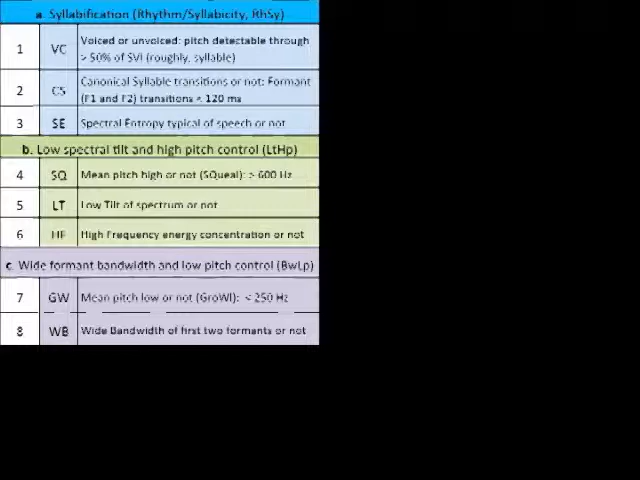 a. Syllabification (Rhythm/Syllabicity, RhSy)
1 VC Voiced or unvoiced: pitch detectable through
> 50% of SVI (roughly, syllable)
2 CS Canonical Syllable transitions or not: Formant
(F1 and F2) transitions < 120 ms
3 SE Spectral Entropy typical of speech or not
b. Low spectral tilt and high pitch control (LtHp)
4 SQ Mean pitch high or not (SQueal): > 600 Hz
5 LT Low Tilt of spectrum or not
6 HF High Frequency energy concentration or not
c. Wide formant bandwidth and low pitch control (BwLp)
7 GW Mean pitch low or not (GroWl): < 250 Hz
8 WB Wide Bandwidth of first two formants or not